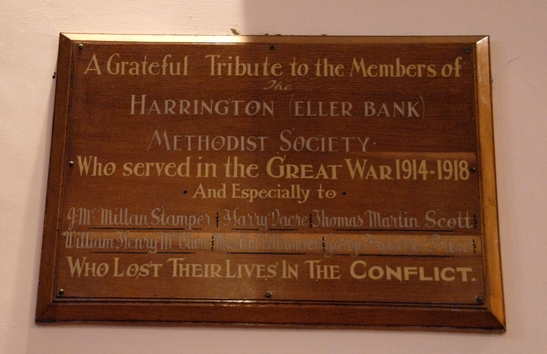 A Grateful Tribute to the Members of
The
HARRINGTON (ELLER BANK)
METHODIST SOCIETY.
Who served in the GREAT WAR 1914-1918
And Especially to
J. Mc Millan Stamper Harry Dacre Thomas Martin Scott
William Henry
WHO LOST THEIR LIVES IN THE CONFLICT.